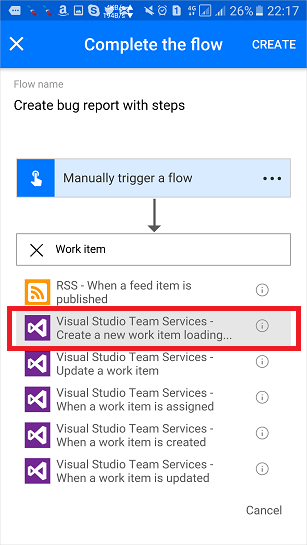 26% 22:17
Complete the flow CREATE
Flow name
Create bug report with steps
Manually trigger a flow
Work item
RSS - When a feed item is
published
Visual Studio Team Services -
Create a new work item loading...
Visual Studio Team Services -
Update a work item
Visual Studio Team Services -
When a work item is assigned
Visual Studio Team Services -
When a work item is created
Visual Studio Team Services -
When a work item is updated
Cancel